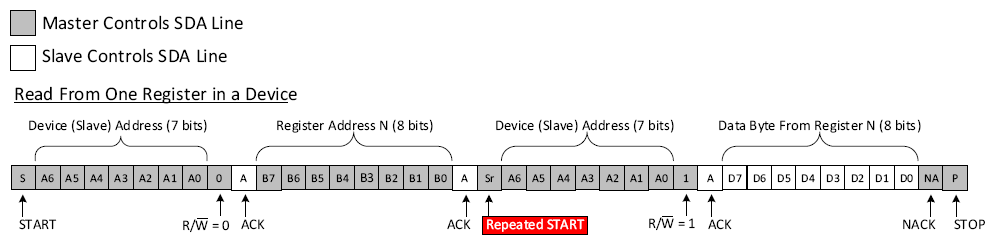 Master Controls SDA Line
Slave Controls SDA Line
Read From One Register in a Device
Device (Slave) Address (7 bits) Register Address N (8 bits) Device (Slave) Address (7 bits) Data Byte From Register N (8 bits)
S A6 A5 A4 A3 A2 A1 A0 0 A B7 B6 B5 B4 B3 B2 B1 B0 A Sr A6 A5 A4 A3 A2 A1 A0 1 A D7 D6 D5 D4 D3 D2 D1 D0 NA P
START R/W̅ = 0 ACK ACK Repeated START R/W̅ = 1 ACK NACK STOP